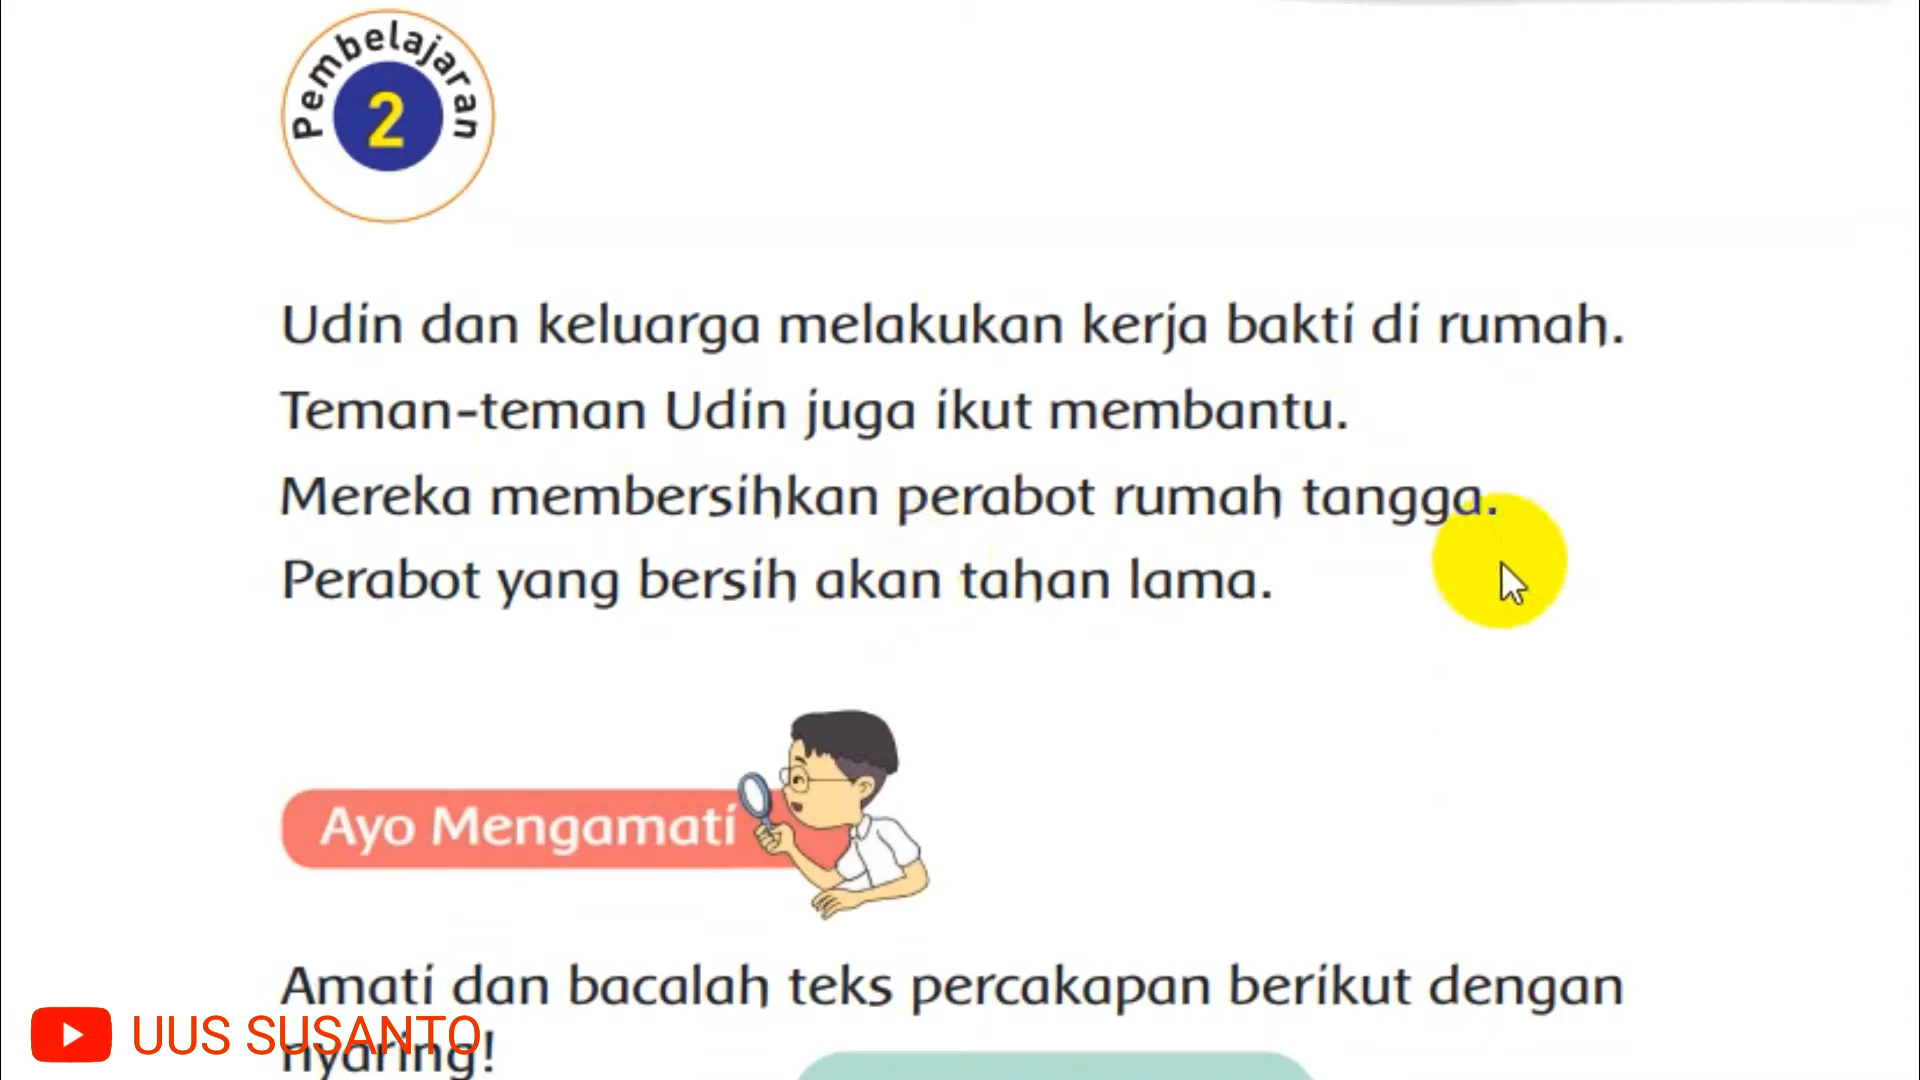 Pembelajaran
2
Udin dan keluarga melakukan kerja bakti di rumah.
Teman-teman Udin juga ikut membantu.
Mereka membersihkan perabot rumah tangga.
Perabot yang bersih akan tahan lama.
Ayo Mengamati
Amati dan bacalah teks percakapan berikut dengan
nyaring!
UUS SUSANTO